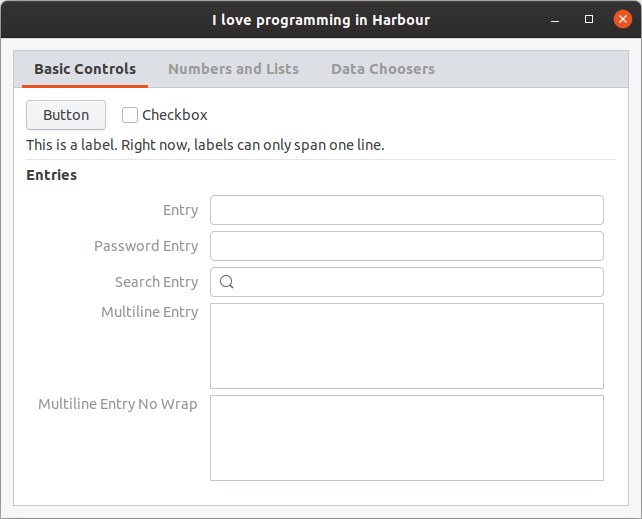 I love programming in Harbour
Basic Controls Numbers and Lists Data Choosers
Button Checkbox
This is a label. Right now, labels can only span one line.
Entries
Entry
Password Entry
Search Entry
Multiline Entry
Multiline Entry No Wrap